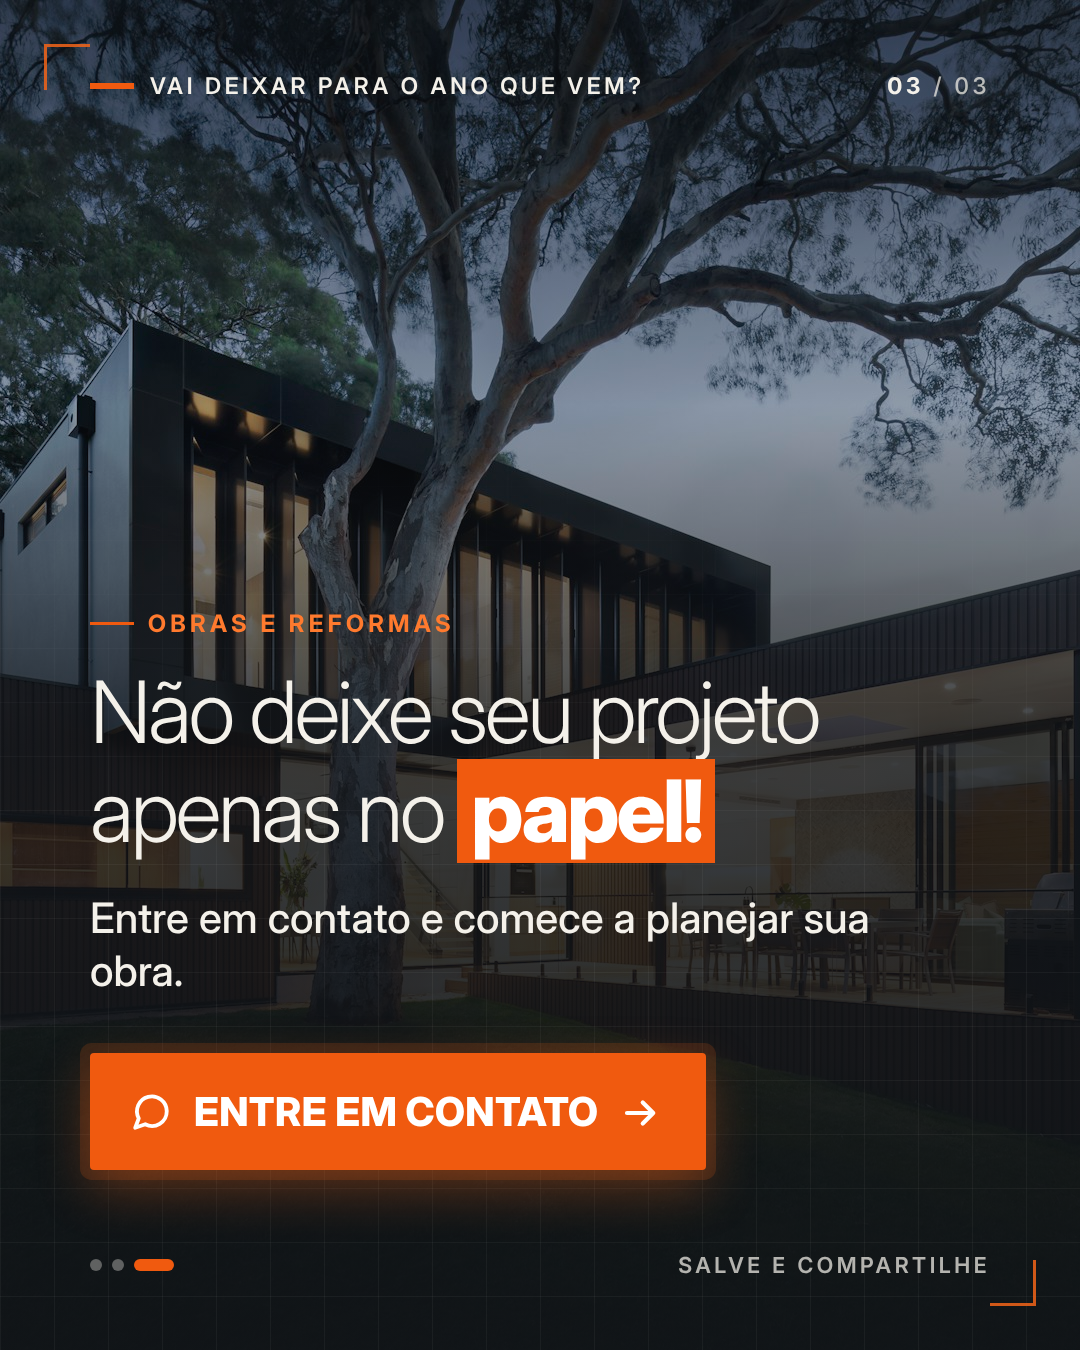 VAI DEIXAR PARA O ANO QUE VEM?
03 / 03
OBRAS E REFORMAS
Não deixe seu projeto
apenas no papel!
Entre em contato e comece a planejar sua
obra.
ENTRE EM CONTATO
SALVE E COMPARTILHE